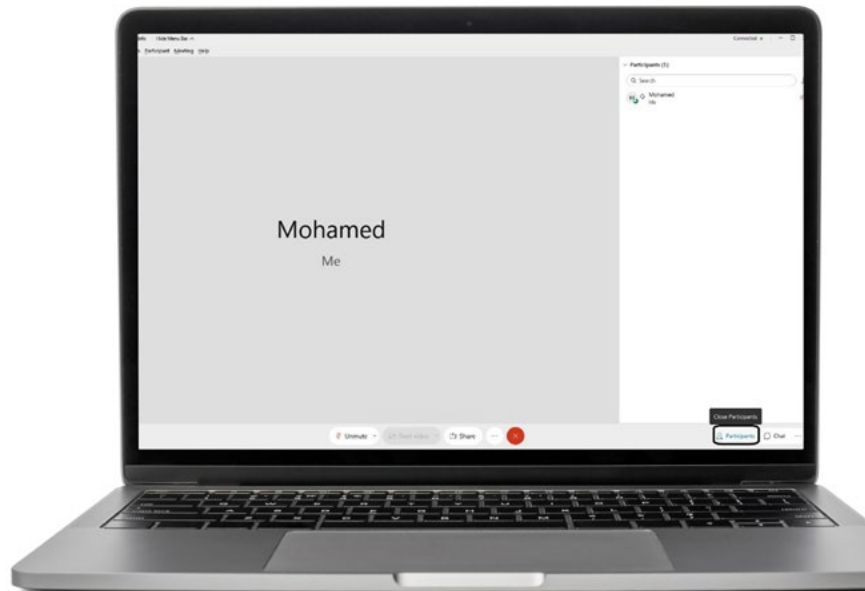 Hide Menu Bar
Connected
Participant Meeting Help
Participants (1)
Search
Mohamed
Me
Mohamed
Me
Close Participants
Unmute
Start video
Share
Participants
Chat